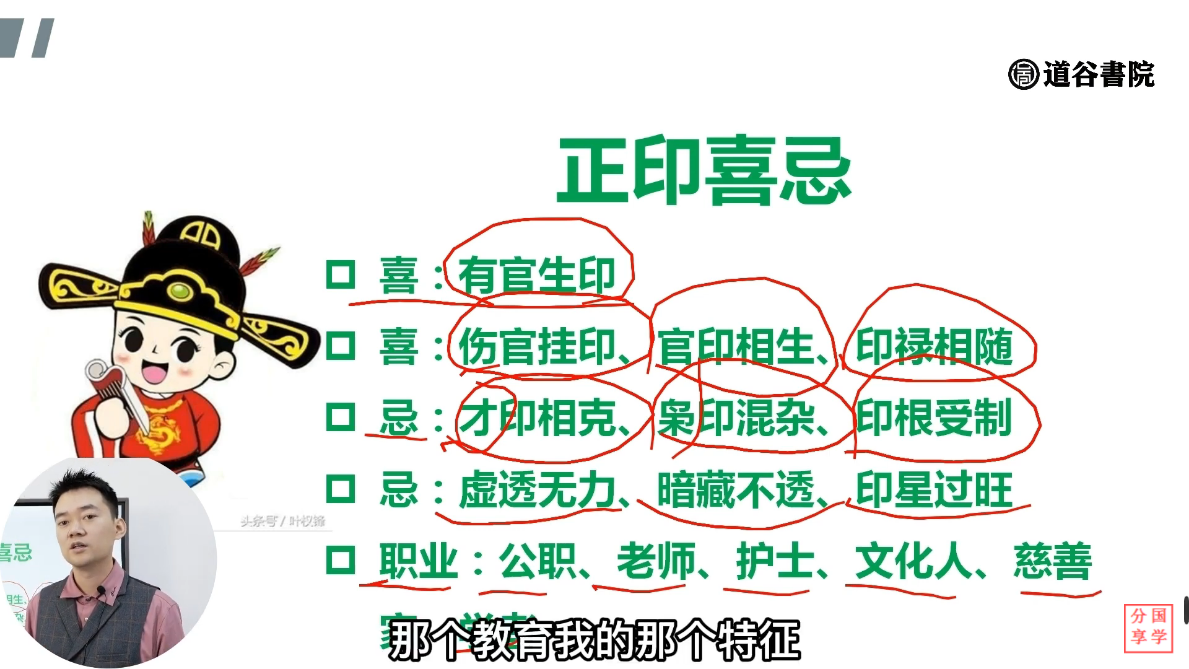 道谷書院
正印喜忌
喜：有官生印
喜：伤官挂印、官印相生、印禄相随
忌：才印相克、枭印混杂、印根受制
忌：虚透无力、暗藏不透、印星过旺
头条号 / 叶权锋
喜忌
职业：公职、老师、护士、文化人、慈善
家、学者
分国
享学
那个教育我的那个特征